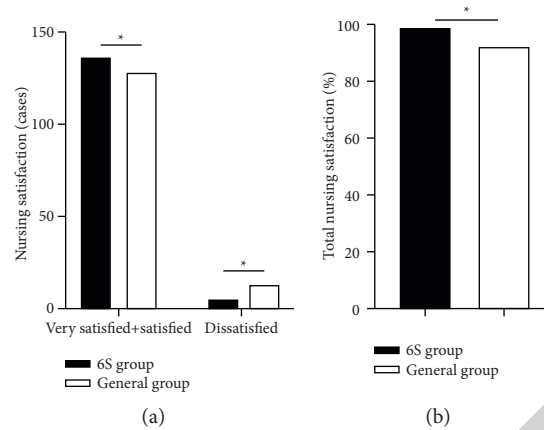 Nursing satisfaction (cases)
150
100
50
0
*
*
Very satisfied+satisfied
Dissatisfied
6S group
General group
(a)
Total nursing satisfaction (%)
100
80
60
40
20
0
*
6S group
General group
(b)